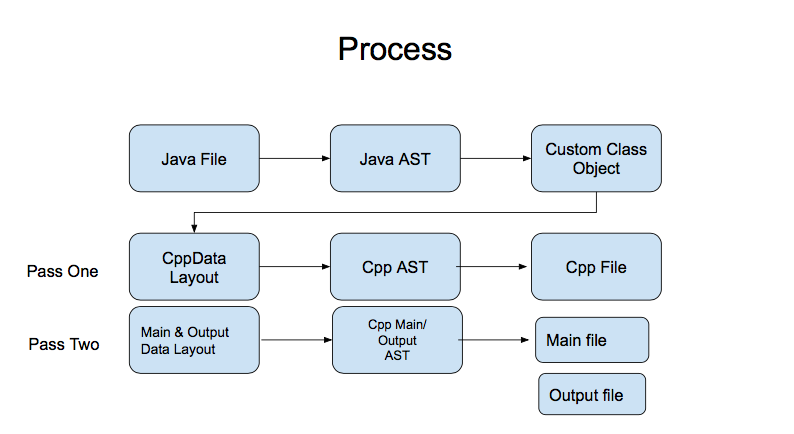 Process
Java File
Java AST
Custom Class
Object
Pass One
CppData
Layout
Cpp AST
Cpp File
Pass Two
Main & Output
Data Layout
Cpp Main/
Output
AST
Main file
Output file